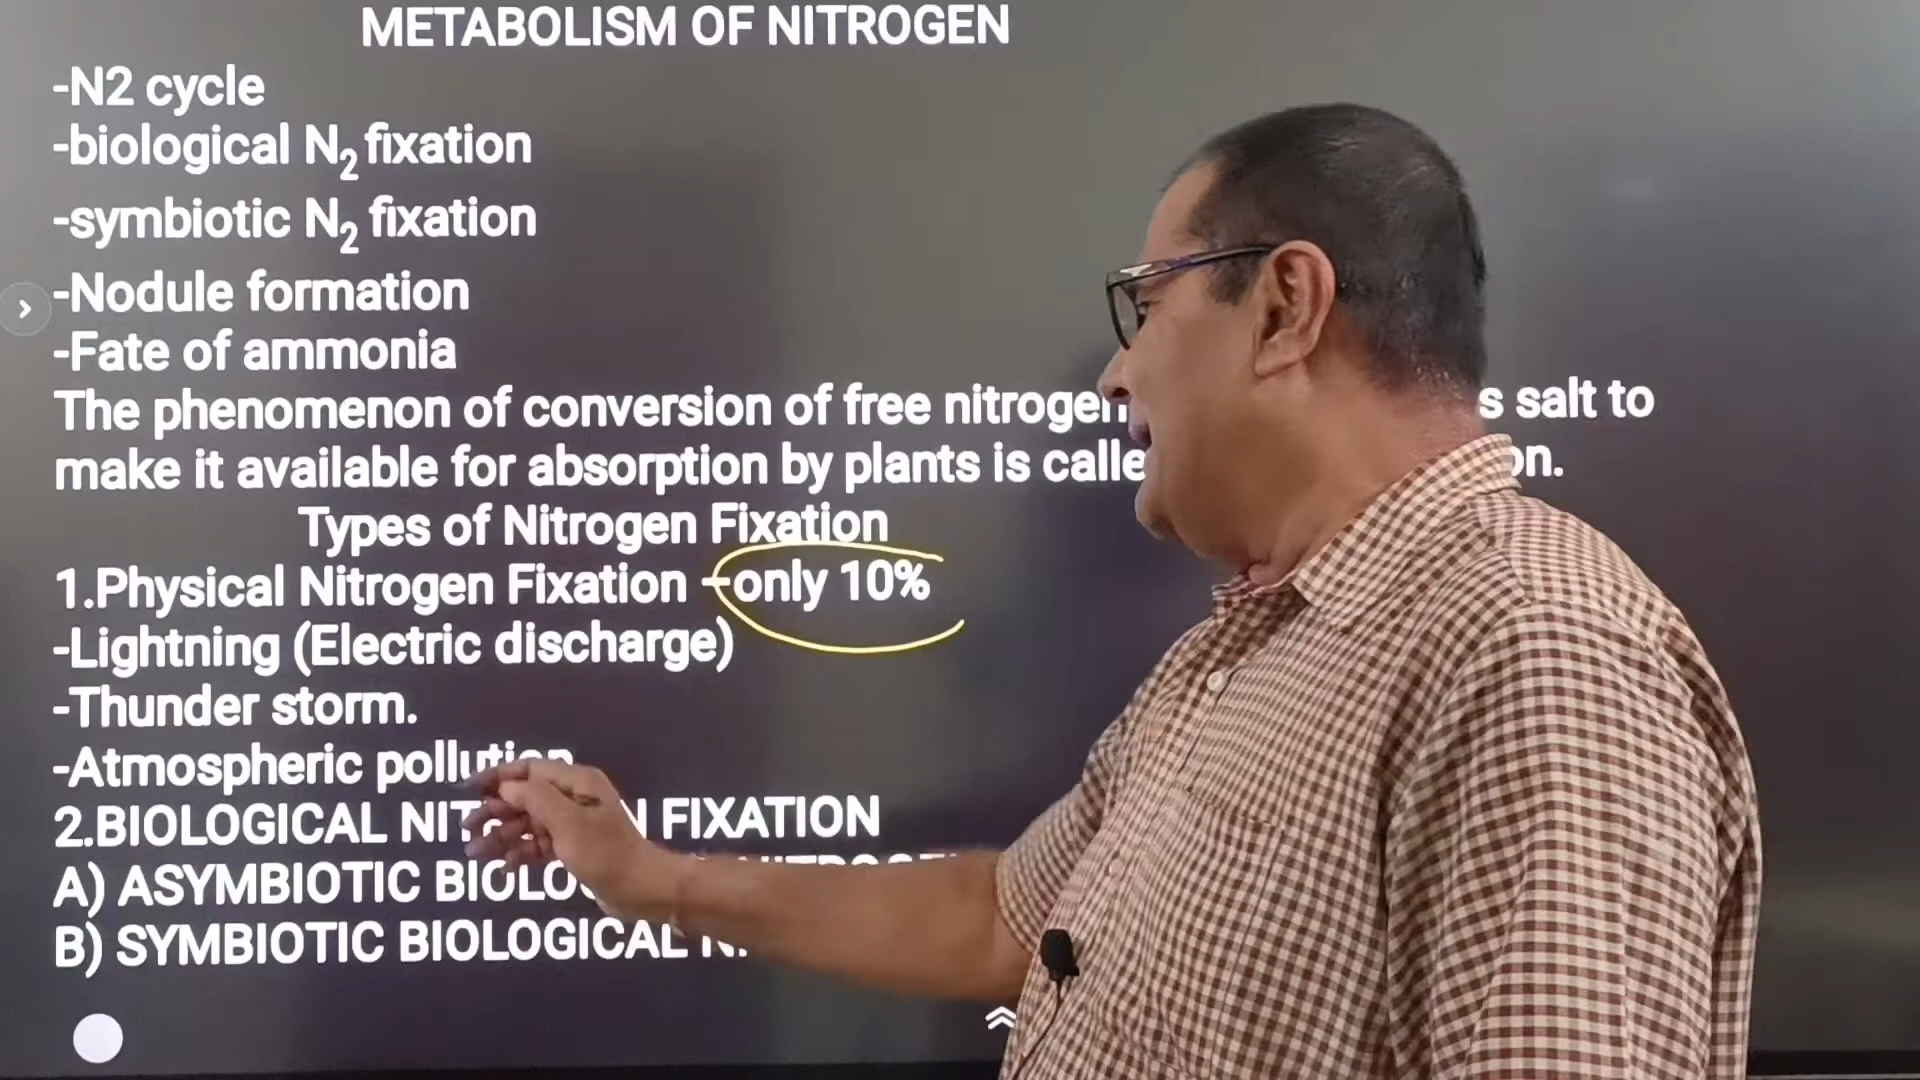 METABOLISM OF NITROGEN
-N2 cycle
-biological N₂ fixation
-symbiotic N₂ fixation
-Nodule formation
-Fate of ammonia
The phenomenon of conversion of free nitrogen salt to
make it available for absorption by plants is
Types of Nitrogen Fixation
1.Physical Nitrogen Fixation -only 10%
-Lightning (Electric discharge)
-Thunder storm.
-Atmospheric pollution
2.BIOLOGICAL FIXATION
A) ASYMBIOTIC
B) SYMBIOTIC BIOLOGICAL